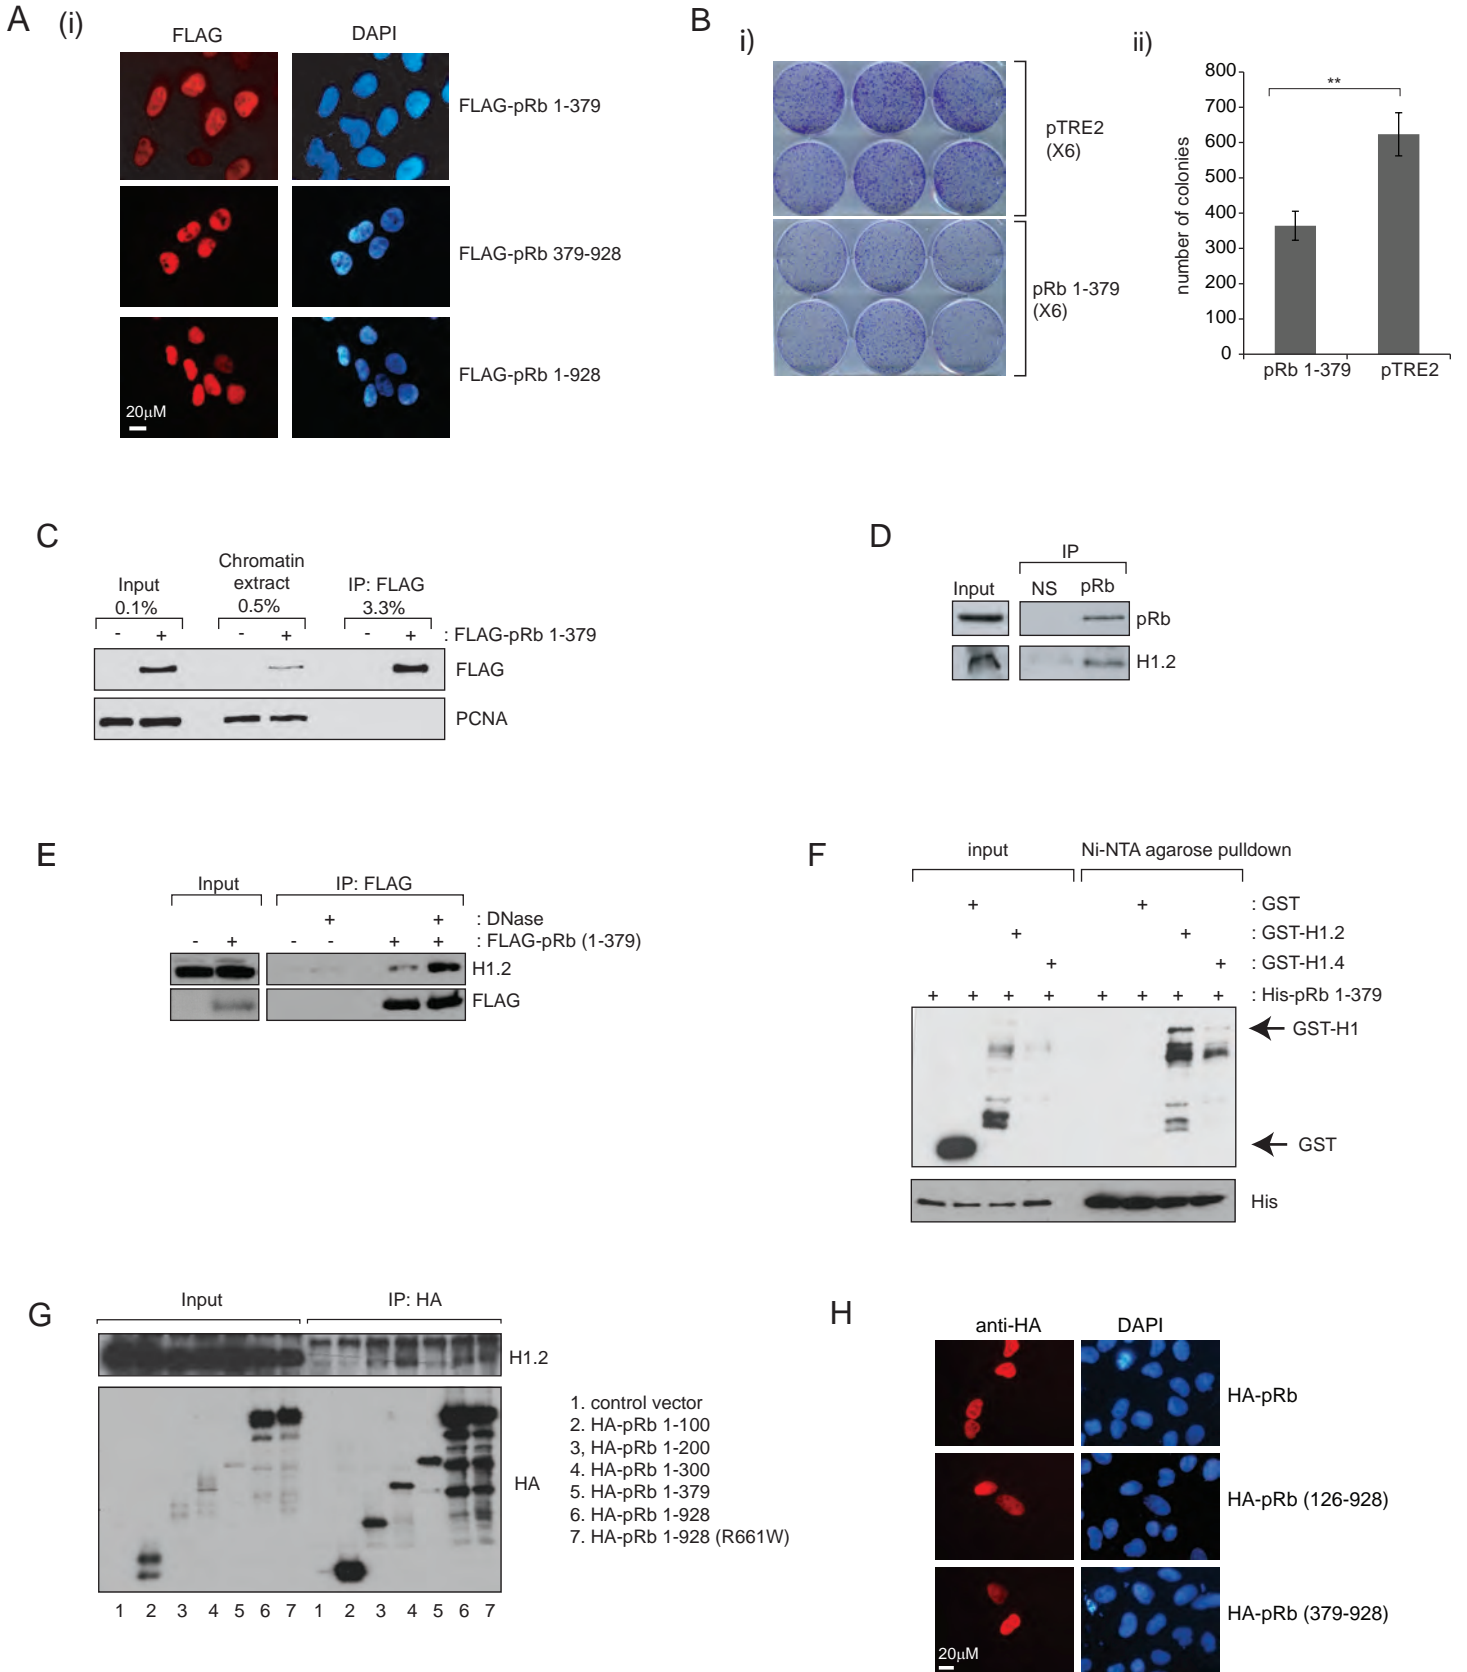 A
(i)
FLAG
DAPI
FLAG-pRb 1-379
FLAG-pRb 379-928
FLAG-pRb 1-928
20µM
B
i)
pTRE2
(X6)
pRb 1-379
(X6)
ii)
number of colonies
800
700
600
500
400
300
200
100
0
**
pRb 1-379
pTRE2
C
Input
0.1%
Chromatin
extract
0.5%
IP: FLAG
3.3%
- + - + - + : FLAG-pRb 1-379
FLAG
PCNA
D
IP
Input NS pRb
pRb
H1.2
E
Input
IP: FLAG
+ + : DNase
- + - - + + : FLAG-pRb (1-379)
H1.2
FLAG
F
input
Ni-NTA agarose pulldown
+ + : GST
+ + : GST-H1.2
+ + : GST-H1.4
+ + + + + + + + : His-pRb 1-379
GST-H1
GST
His
G
Input
IP: HA
H1.2
HA
1 2 3 4 5 6 7 1 2 3 4 5 6 7
1. control vector
2. HA-pRb 1-100
3, HA-pRb 1-200
4. HA-pRb 1-300
5. HA-pRb 1-379
6. HA-pRb 1-928
7. HA-pRb 1-928 (R661W)
H
anti-HA
DAPI
HA-pRb
HA-pRb (126-928)
HA-pRb (379-928)
20µM